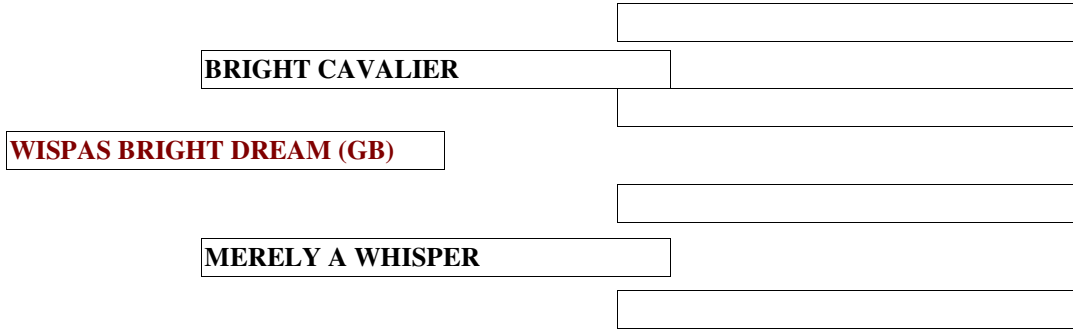 BRIGHT CAVALIER
WISPAS BRIGHT DREAM (GB)
MERELY A WHISPER